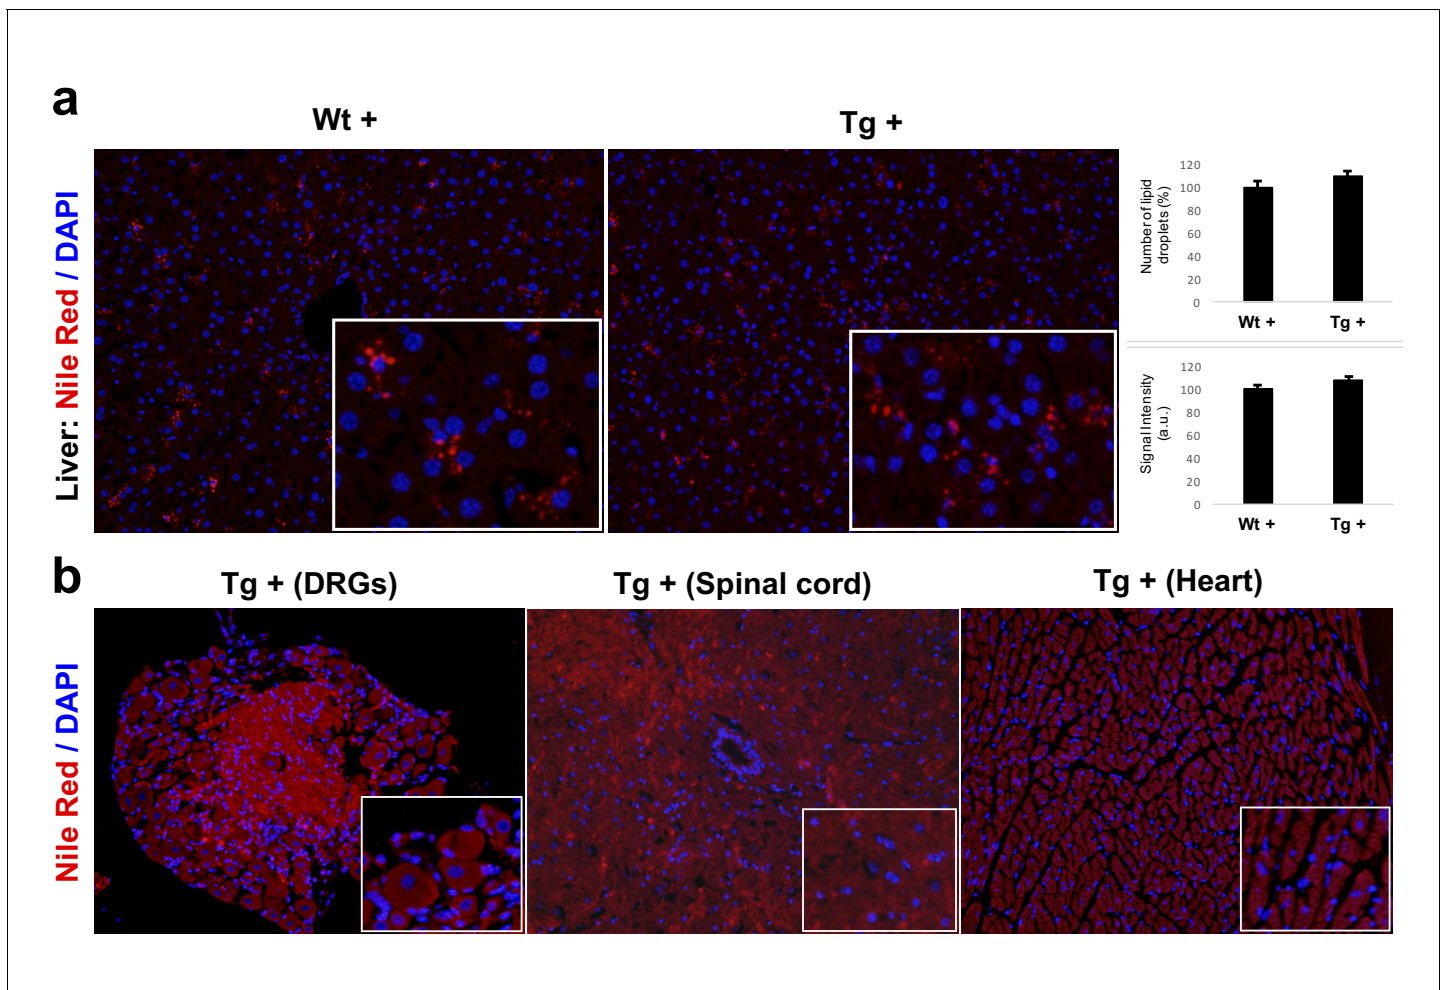 a
Wt +
Tg +
Liver: Nile Red / DAPI
Number of lipid
droplets (%)
120
100
80
60
40
20
0
Wt +
Tg +
Signal Intensity
(a.u.)
120
100
80
60
40
20
0
Wt +
Tg +
b
Tg + (DRGs)
Tg + (Spinal cord)
Tg + (Heart)
Nile Red / DAPI